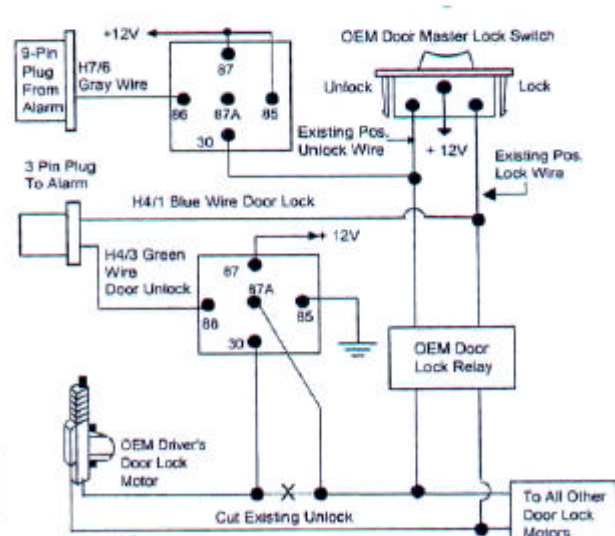 +12V
OEM Door Master Lock Switch
9-Pin
Plug
From
Alarm
H7/6
Gray Wire
87
86
87A
85
30
Unlock
Lock
+ 12V
Existing Pos.
Unlock Wire
Existing Pos.
Lock Wire
3 Pin Plug
To Alarm
H4/1 Blue Wire Door Lock
H4/3 Green
Wire
Door Unlock
+ 12V
87
87A
86
85
30
OEM Door
Lock Relay
OEM Driver's
Door Lock
Motor
X
Cut Existing Unlock
To All Other
Door Lock
Motors